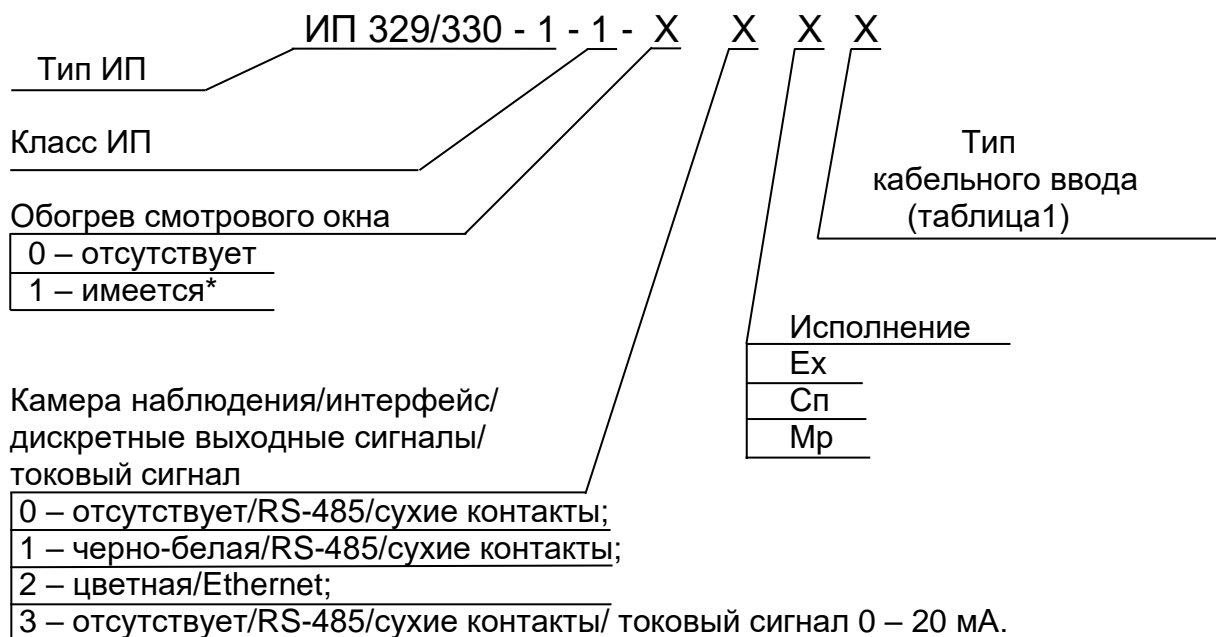 ИП 329/330 - 1 - 1 - Х Х Х Х
Тип ИП
Класс ИП
Тип
кабельного ввода
(таблица1)
Обогрев смотрового окна
0 – отсутствует
1 – имеется*
Исполнение
Ех
Сп
Мр
Камера наблюдения/интерфейс/
дискретные выходные сигналы/
токовый сигнал
0 – отсутствует/RS-485/сухие контакты;
1 – черно-белая/RS-485/сухие контакты;
2 – цветная/Ethernet;
3 – отсутствует/RS-485/сухие контакты/ токовый сигнал 0 – 20 мА.